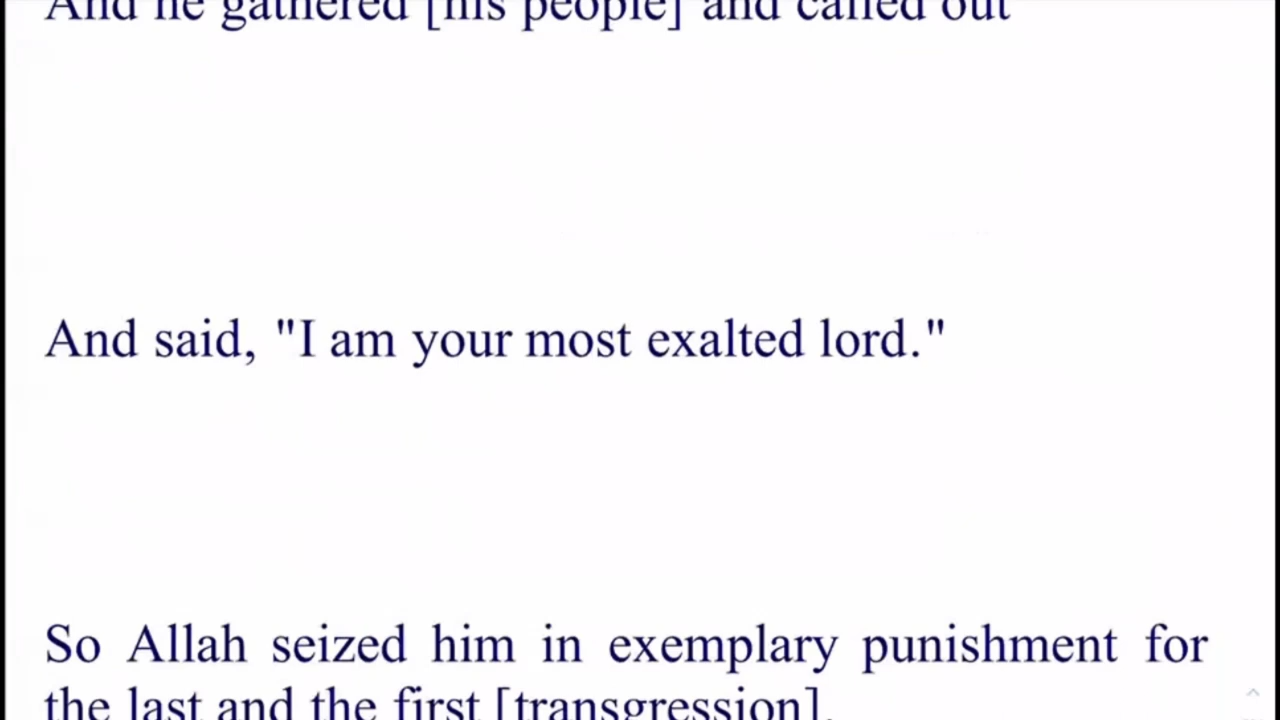 And he gathered [his people] and called out
And said, "I am your most exalted lord."
So Allah seized him in exemplary punishment for
the last and the first [transgression].